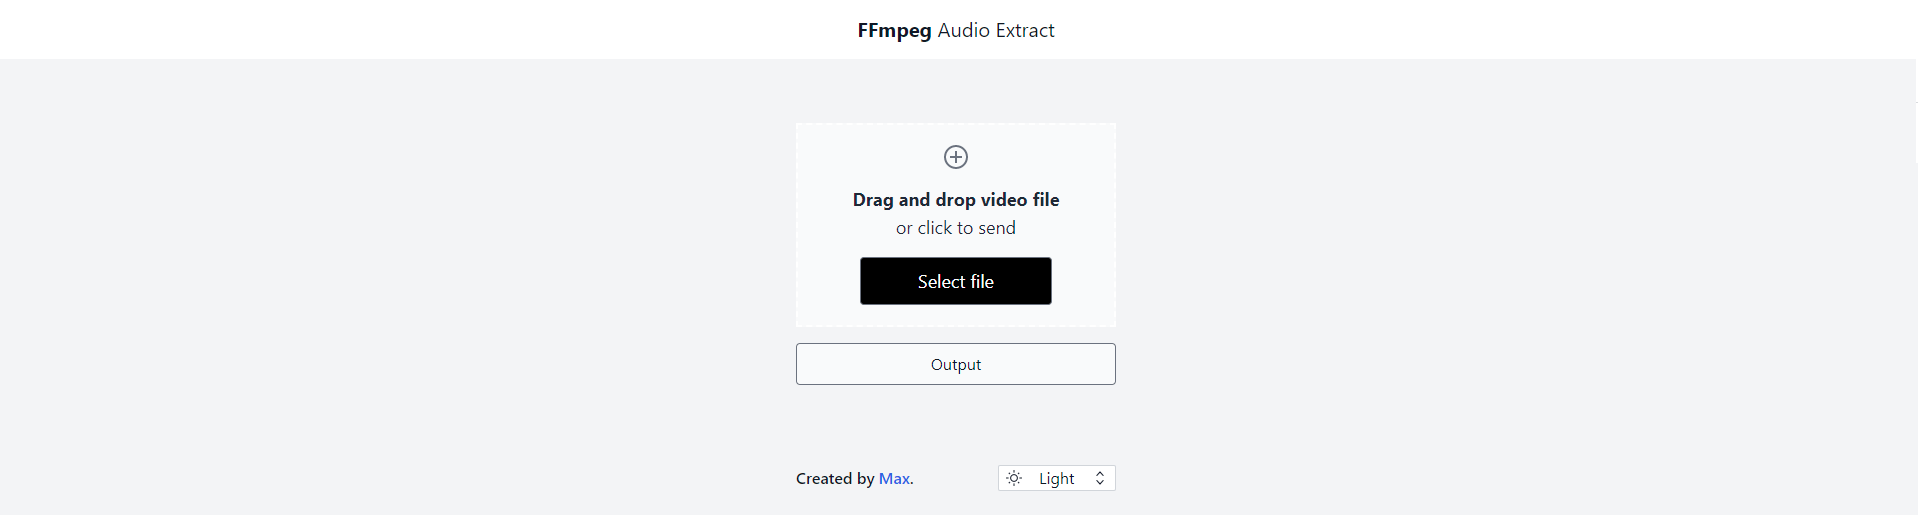 FFmpeg Audio Extract
Drag and drop video file
or click to send
Select file
Output
Created by Max.
Light